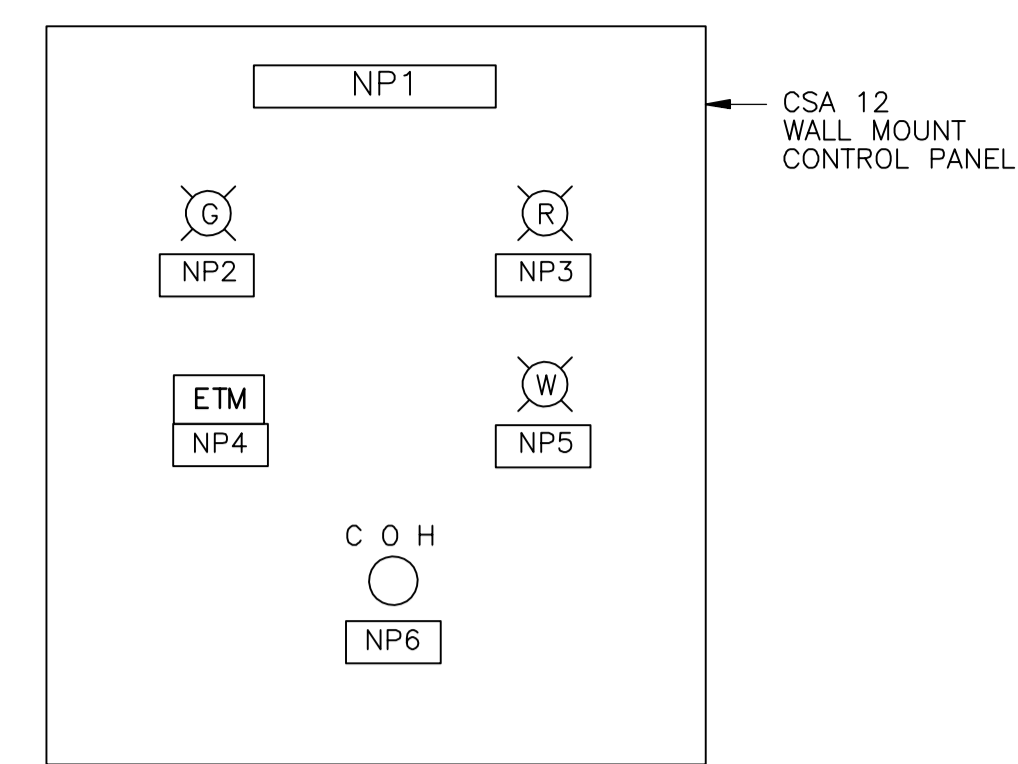 NP1
CSA 12
WALL MOUNT
CONTROL PANEL
G
R
NP2
NP3
ETM
W
NP4
NP5
C O H
NP6